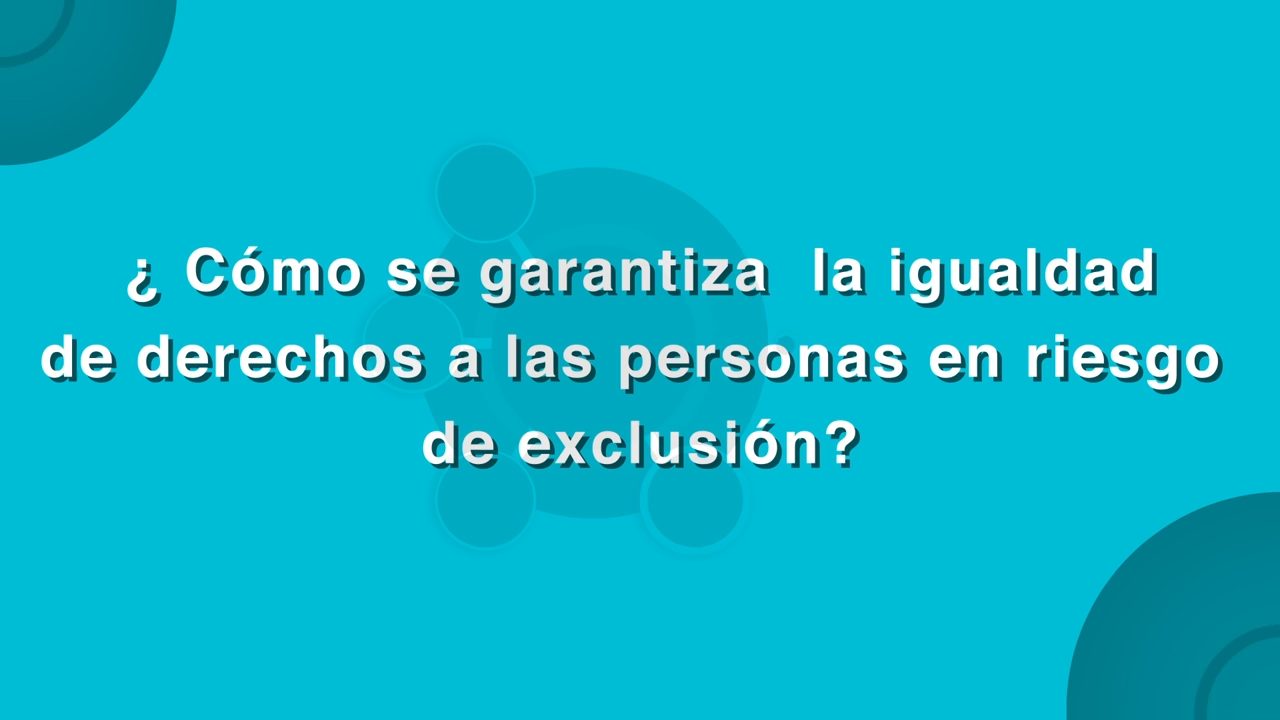 ¿ Cómo se garantiza  la igualdad
de derechos a las personas en riesgo
de exclusión?